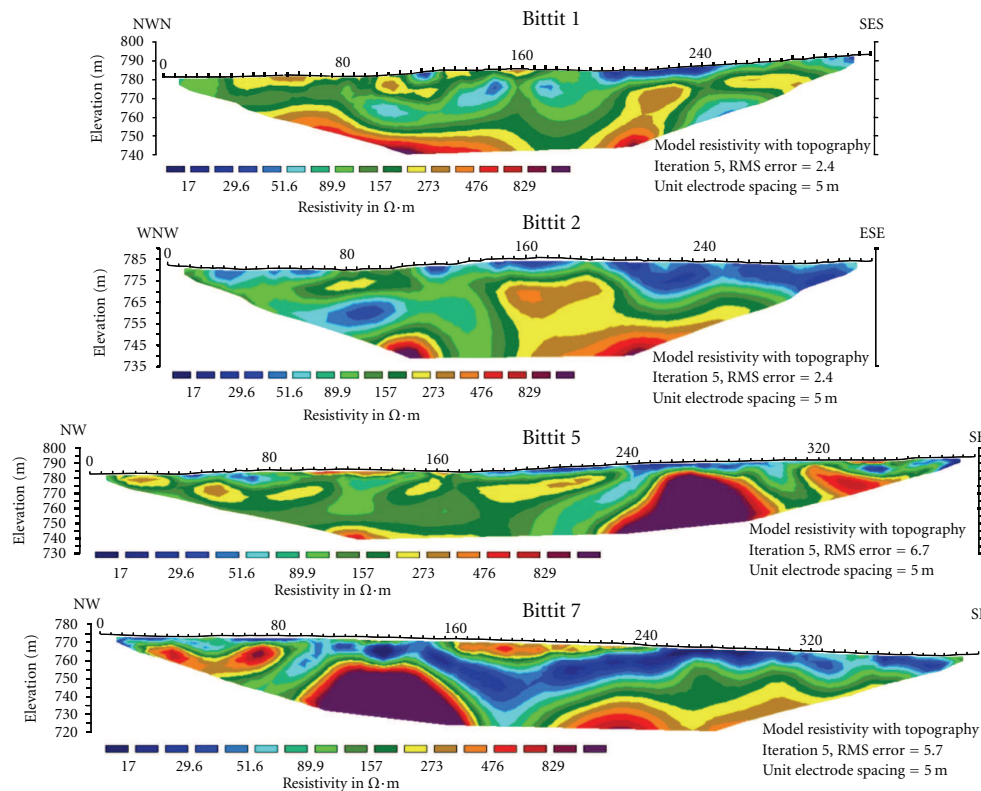 Bittit 1
NWN
SES
800
790
780
770
760
750
740
Elevation (m)
0
80
160
240
Model resistivity with topography
Iteration 5, RMS error = 2.4
Unit electrode spacing = 5 m
17 29.6 51.6 89.9 157 273 476 829
Resistivity in Ω·m
Bittit 2
WNW
ESE
785
775
765
755
745
735
Elevation (m)
0
80
160
240
Model resistivity with topography
Iteration 5, RMS error = 2.4
Unit electrode spacing = 5 m
17 29.6 51.6 89.9 157 273 476 829
Resistivity in Ω·m
Bittit 5
NW
800
790
780
770
760
750
740
730
Elevation (m)
0
80
160
240
320
Model resistivity with topography
Iteration 5, RMS error = 6.7
Unit electrode spacing = 5 m
17 29.6 51.6 89.9 157 273 476 829
Resistivity in Ω·m
Bittit 7
NW
770
760
750
740
730
720
Elevation (m)
0
80
160
240
320
Model resistivity with topography
Iteration 5, RMS error = 5.7
Unit electrode spacing = 5 m
17 29.6 51.6 89.9 157 273 476 829
Resistivity in Ω·m